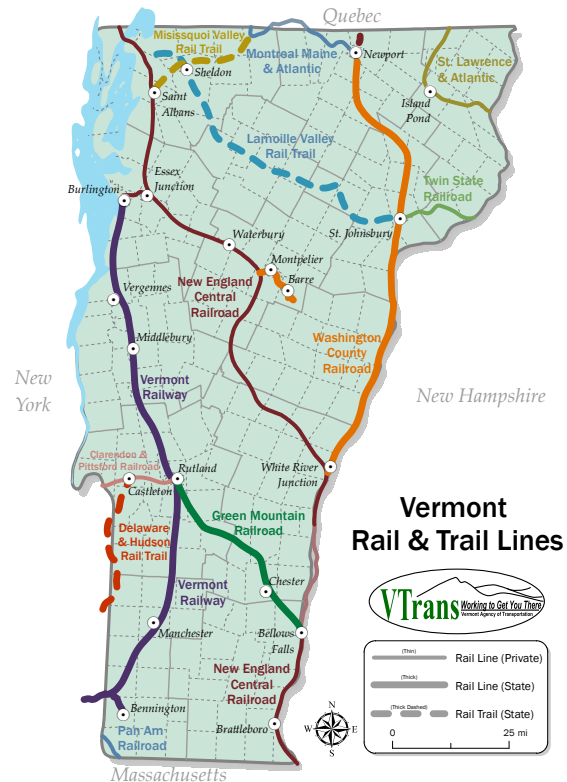 Quebec
Misissquoi Valley
Rail Trail
Montreal Maine
& Atlantic
Newport
St. Lawrence
& Atlantic
Sheldon
Saint
Albans
Island
Pond
Lamoille Valley
Rail Trail
Essex
Junction
Burlington
Twin State
Railroad
St. Johnsbury
Waterbury
Montpelier
Barre
New England
Central
Railroad
Vergennes
Middlebury
Washington
County
Railroad
New
York
Vermont
Railway
New Hampshire
Clarendon &
Pittsford Railroad
Rutland
White River
Junction
Castleton
Green Mountain
Railroad
Delaware
& Hudson
Rail Trail
Vermont
Rail & Trail Lines
Vermont
Railway
Chester
VTrans
Working to Get You There
Vermont Agency of Transportation
Manchester
Bellows
Falls
New England
Central
Railroad
(Thin)
Rail Line (Private)
(Thick)
Rail Line (State)
(Thick Dashed)
Rail Trail (State)
0 25 mi
Bennington
Pan Am
Railroad
Brattleboro
N
W E
S
Massachusetts